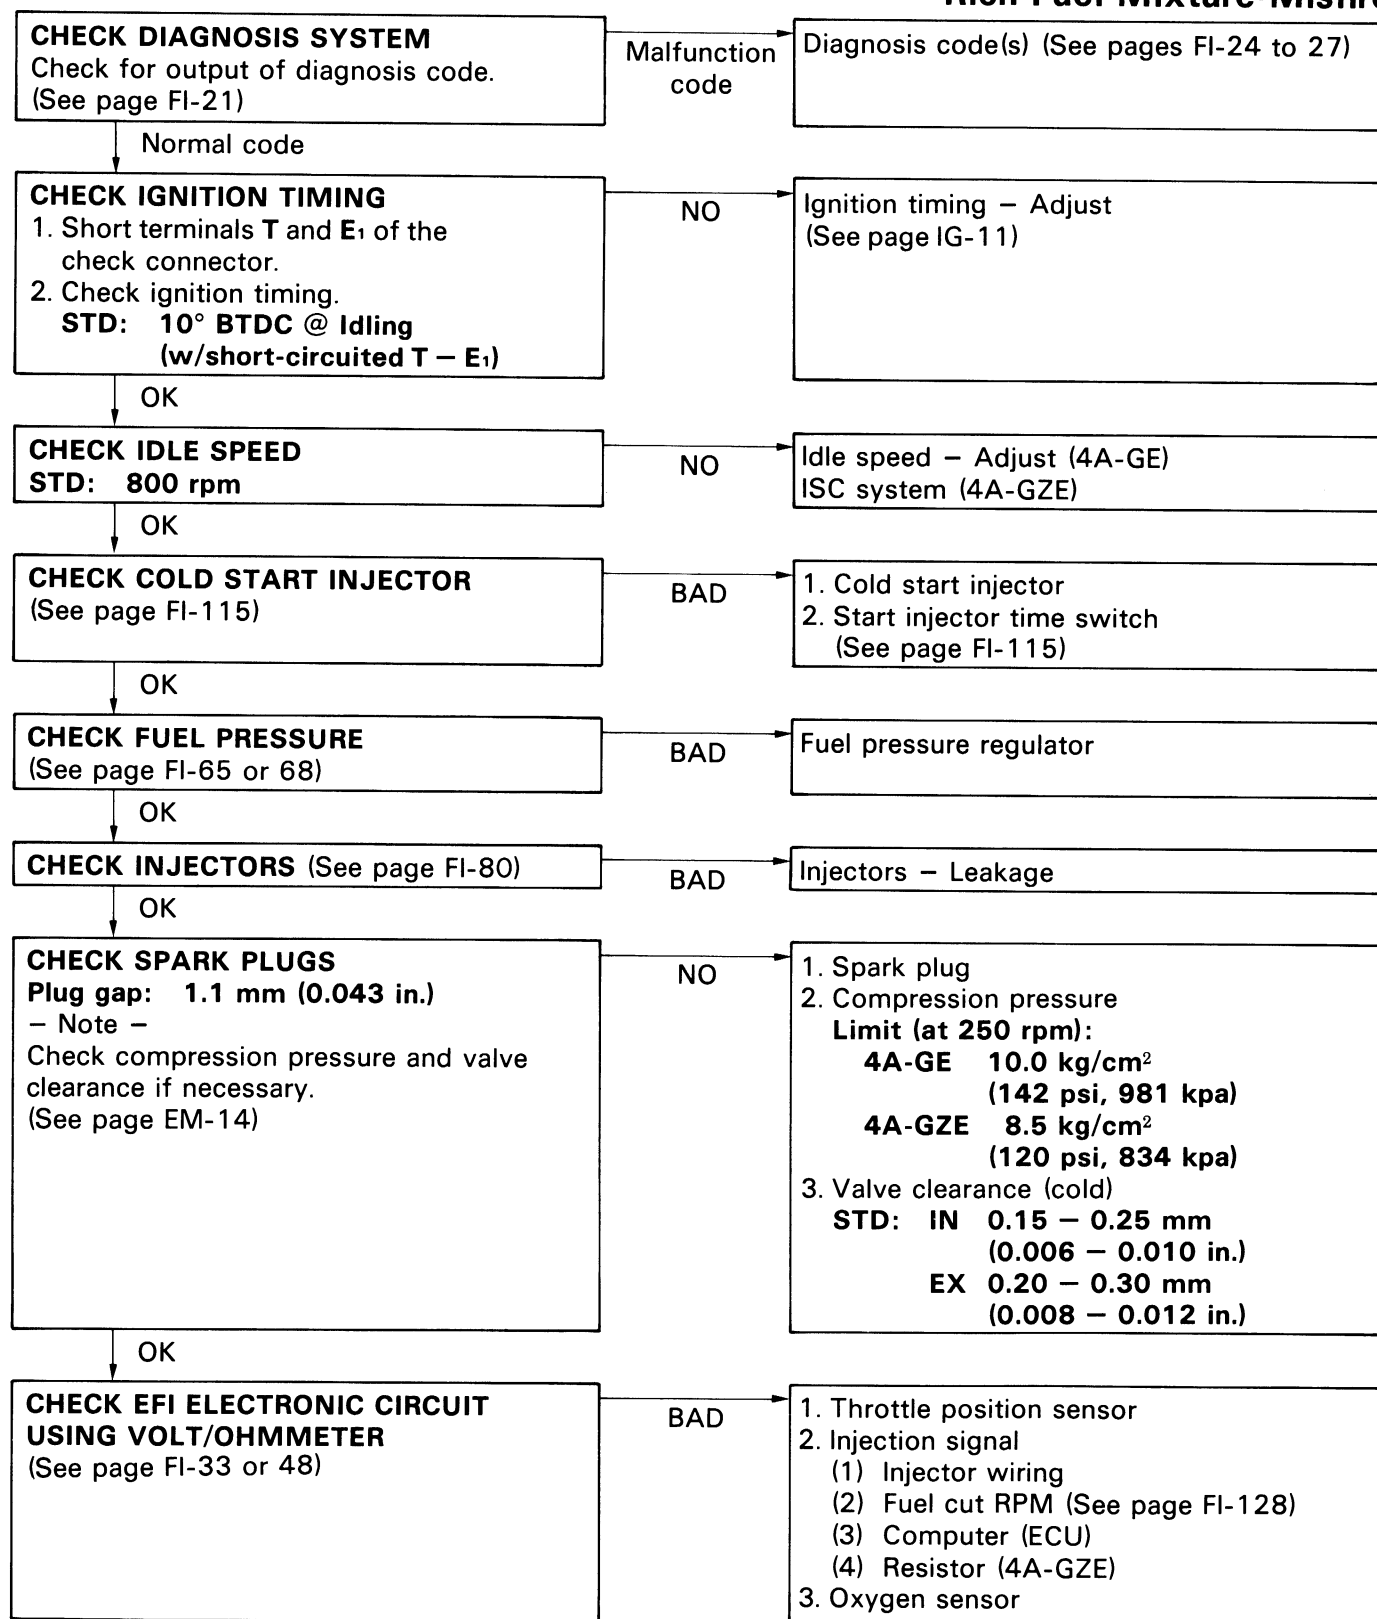 Rich Fuel Mixture-Misfire
CHECK DIAGNOSIS SYSTEM
Check for output of diagnosis code.
(See page FI-21)
Malfunction
code
Diagnosis code(s) (See pages FI-24 to 27)
Normal code
CHECK IGNITION TIMING
1. Short terminals T and E1 of the
check connector.
2. Check ignition timing.
STD: 10° BTDC @ Idling
(w/short-circuited T — E1)
NO
Ignition timing — Adjust
(See page IG-11)
OK
CHECK IDLE SPEED
STD: 800 rpm
NO
Idle speed — Adjust (4A-GE)
ISC system (4A-GZE)
OK
CHECK COLD START INJECTOR
(See page FI-115)
BAD
1. Cold start injector
2. Start injector time switch
(See page FI-115)
OK
CHECK FUEL PRESSURE
(See page FI-65 or 68)
BAD
Fuel pressure regulator
OK
CHECK INJECTORS (See page FI-80)
BAD
Injectors — Leakage
OK
CHECK SPARK PLUGS
Plug gap: 1.1 mm (0.043 in.)
— Note —
Check compression pressure and valve
clearance if necessary.
(See page EM-14)
NO
1. Spark plug
2. Compression pressure
Limit (at 250 rpm):
4A-GE 10.0 kg/cm²
(142 psi, 981 kpa)
4A-GZE 8.5 kg/cm²
(120 psi, 834 kpa)
3. Valve clearance (cold)
STD: IN 0.15 — 0.25 mm
(0.006 — 0.010 in.)
EX 0.20 — 0.30 mm
(0.008 — 0.012 in.)
OK
CHECK EFI ELECTRONIC CIRCUIT
USING VOLT/OHMMETER
(See page FI-33 or 48)
BAD
1. Throttle position sensor
2. Injection signal
(1) Injector wiring
(2) Fuel cut RPM (See page FI-128)
(3) Computer (ECU)
(4) Resistor (4A-GZE)
3. Oxygen sensor